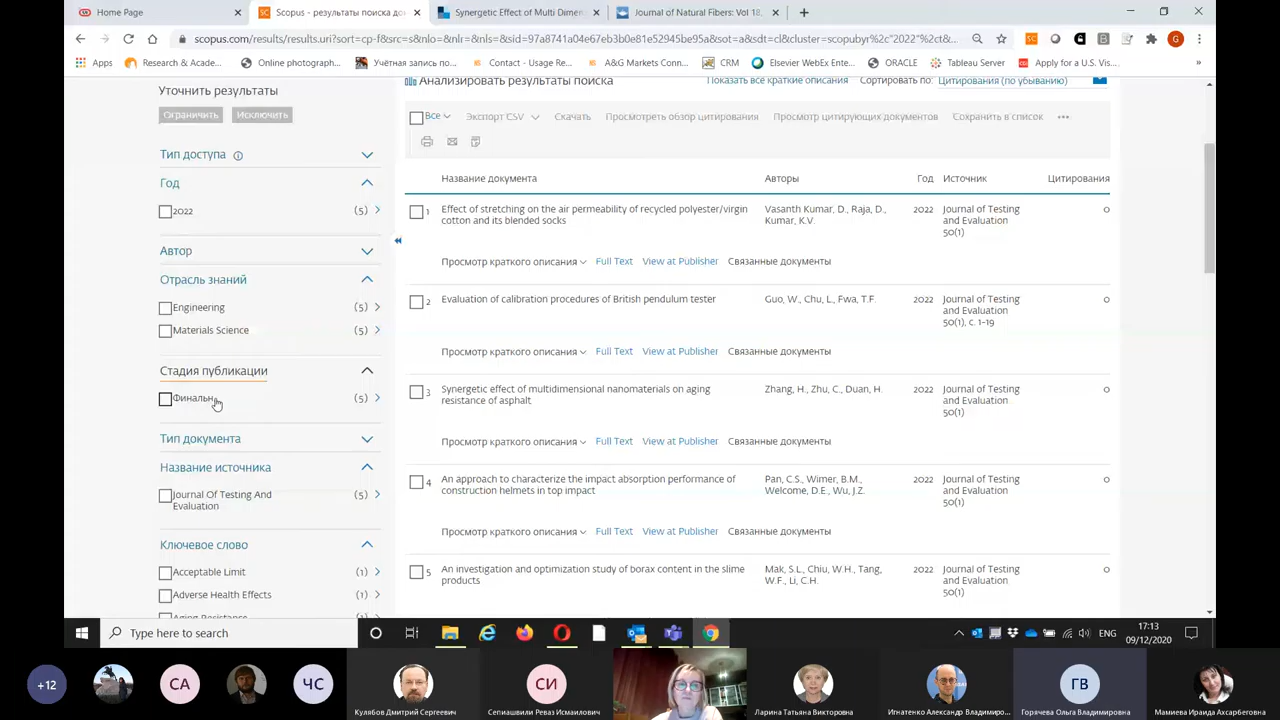 Home Page
Scopus - результаты поиска до
Synergetic Effect of Multi Dimen
Journal of Natural Fibers: Vol 18,
scopus.com/results/results.uri?sort=cp-f&src=s&nlo=&nlr=&nls=&sid=97a8741a04e67eb3b0e81e52945be95a&sot=a&sdt=cl&cluster=scopubyr%2c"2022"%2ct&...
Apps
Research & Acade...
Online photograph...
Учётная запись по...
Contact - Usage Re...
A&G Markets Conn...
CRM
Elsevier WebEx Ente...
ORACLE
Tableau Server
Apply for a U.S. Vis...
»
Уточнить результаты
Ограничить
Исключить
Тип доступа
Год
2022 (5)
Автор
Отрасль знаний
Engineering (5)
Materials Science (5)
Стадия публикации
(5)
Тип документа
Название источника
Journal Of Testing And (5)
Evaluation
Ключевое слово
Acceptable Limit (1)
Adverse Health Effects (1)
Aging Resistance (1)
Анализировать результаты поиска
Показать все краткие описания
Сортировать по:
Цитирования (по убыванию)
Все
Экспорт CSV
Скачать
Просмотреть обзор цитирования
Просмотр цитирующих документов
Сохранить в список
•••
Название документа
Авторы
Год
Источник
Цитирования
1 Effect of stretching on the air permeability of recycled polyester/virgin
cotton and its blended socks
Vasanth Kumar, D., Raja, D.,
Kumar, K.V.
2022
Journal of Testing
and Evaluation
50(1)
0
Просмотр краткого описания
Full Text
View at Publisher
Связанные документы
2 Evaluation of calibration procedures of British pendulum tester
Guo, W., Chu, L., Fwa, T.F.
2022
Journal of Testing
and Evaluation
50(1), с. 1-19
0
Просмотр краткого описания
Full Text
View at Publisher
Связанные документы
3 Synergetic effect of multidimensional nanomaterials on aging
resistance of asphalt
Zhang, H., Zhu, C., Duan, H.
2022
Journal of Testing
and Evaluation
50(1)
0
Просмотр краткого описания
Full Text
View at Publisher
Связанные документы
4 An approach to characterize the impact absorption performance of
construction helmets in top impact
Pan, C.S., Wimer, B.M.,
Welcome, D.E., Wu, J.Z.
2022
Journal of Testing
and Evaluation
50(1)
0
Просмотр краткого описания
Full Text
View at Publisher
Связанные документы
5 An investigation and optimization study of borax content in the slime
products
Mak, S.L., Chiu, W.H., Tang,
W.F., Li, C.H.
2022
Journal of Testing
and Evaluation
50(1)
0
Type here to search
ENG
17:13
09/12/2020
+12
СА
ЧС
Кулябов Дмитрий Сергеевич
СИ
Сепиашвили Реваз Исмаилович
Ларина Татьяна Викторовна
Игнатенко Александр Владимиро...
ГВ
Горячева Ольга Владимировна
Мамиева Ираида Ахсарбеговна